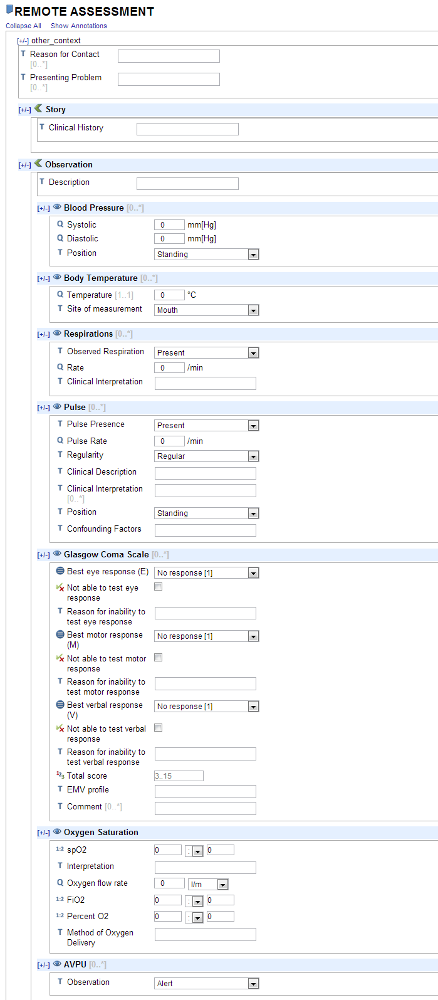 REMOTE ASSESSMENT
Collapse All Show Annotations
[+/-] other_context
T Reason for Contact
[0..*]
T Presenting Problem
[0..*]
[+/-] Story
T Clinical History
[+/-] Observation
T Description
[+/-] Blood Pressure [0..*]
Q Systolic 0 mm[Hg]
Q Diastolic 0 mm[Hg]
T Position Standing
[+/-] Body Temperature [0..*]
Q Temperature [1..1] 0 °C
T Site of measurement Mouth
[+/-] Respirations [0..*]
T Observed Respiration Present
Q Rate 0 /min
T Clinical Interpretation
[+/-] Pulse [0..*]
T Pulse Presence Present
Q Pulse Rate 0 /min
T Regularity Regular
T Clinical Description
T Clinical Interpretation
[0..*]
T Position Standing
T Confounding Factors
[+/-] Glasgow Coma Scale [0..*]
Best eye response (E) No response [1]
Not able to test eye
response
T Reason for inability to
test eye response
Best motor response No response [1]
(M)
Not able to test motor
response
T Reason for inability to
test motor response
Best verbal response No response [1]
(V)
Not able to test verbal
response
T Reason for inability to
test verbal response
123 Total score 3..15
T EMV profile
T Comment [0..*]
[+/-] Oxygen Saturation
1:2 spO2 0 : 0
T Interpretation
Q Oxygen flow rate 0 l/m
1:2 FiO2 0 : 0
1:2 Percent O2 0 : 0
T Method of Oxygen
Delivery
[+/-] AVPU [0..*]
T Observation Alert